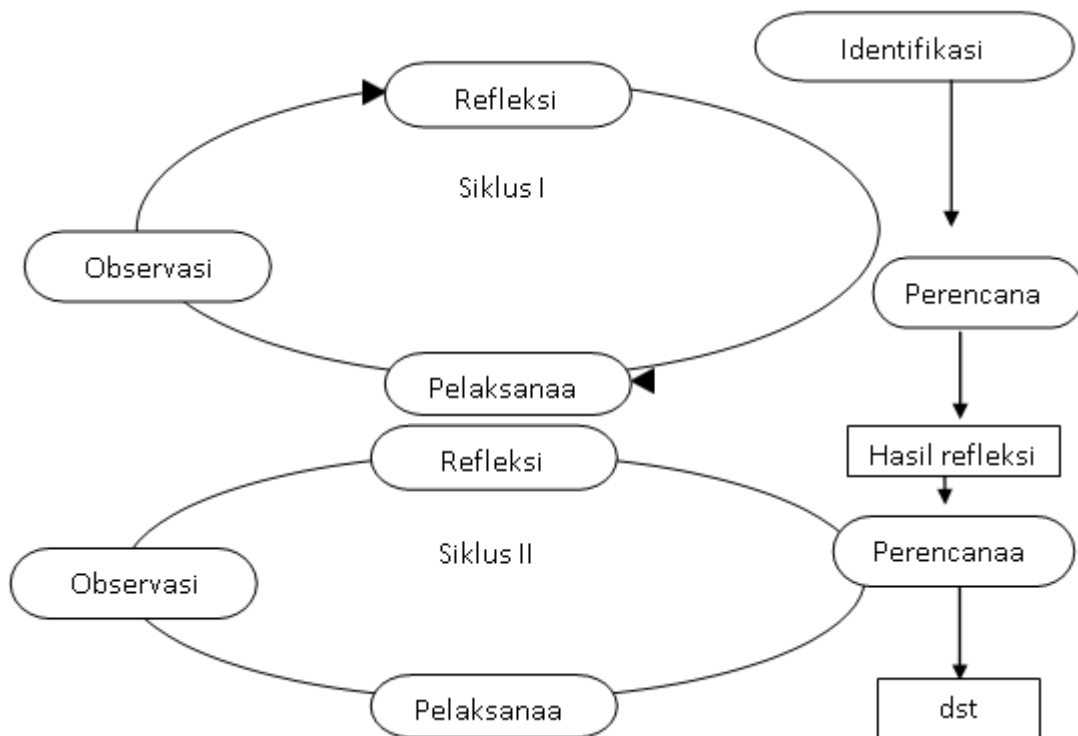 Identifikasi
Refleksi
Siklus I
Observasi
Perencana
Pelaksanaa
Hasil refleksi
Refleksi
Siklus II
Perencanaa
Observasi
Pelaksanaa
dst